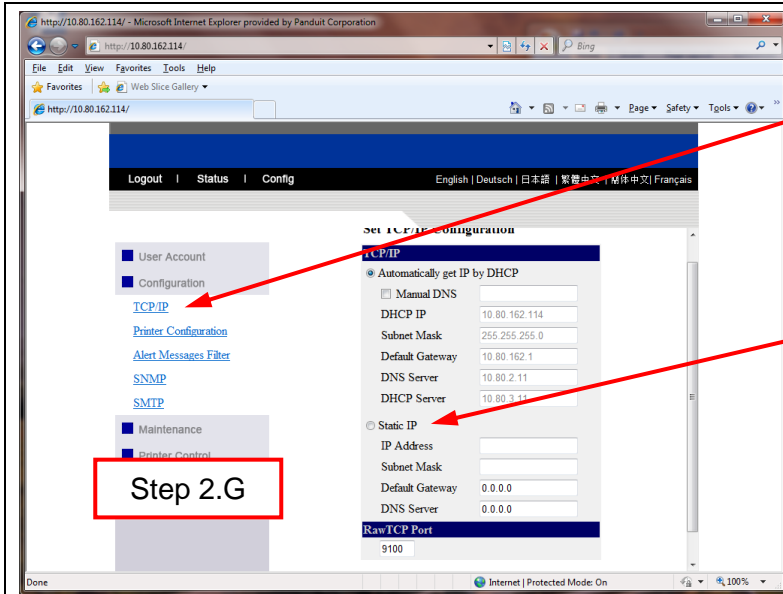 http://10.80.162.114/ - Microsoft Internet Explorer provided by Panduit Corporation
http://10.80.162.114/
Bing
File Edit View Favorites Tools Help
Favorites Web Slice Gallery
http://10.80.162.114/
Page Safety Tools
Logout | Status | Config
English | Deutsch | 日本語 | 繁體中文 | 簡体中文| Français
Set TCP/IP Configuration
User Account
Configuration
TCP/IP
Printer Configuration
Alert Messages Filter
SNMP
SMTP
Maintenance
Printer Control
Step 2.G
TCP/IP
Automatically get IP by DHCP
Manual DNS
DHCP IP 10.80.162.114
Subnet Mask 255.255.255.0
Default Gateway 10.80.162.1
DNS Server 10.80.2.11
DHCP Server 10.80.3.11
Static IP
IP Address
Subnet Mask
Default Gateway 0.0.0.0
DNS Server 0.0.0.0
RawTCP Port
9100
Done
Internet | Protected Mode: On
100%